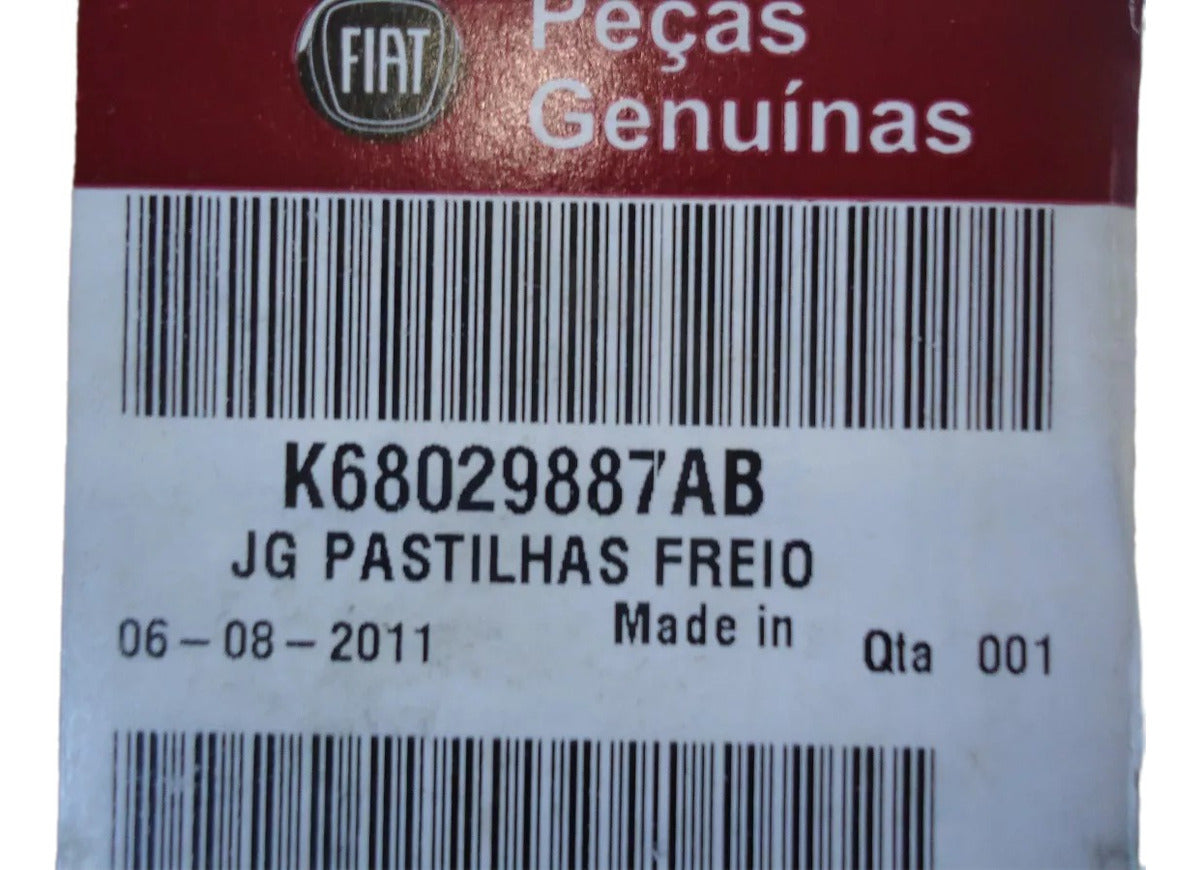 FIAT
Peças
Genuínas
K68029887AB
JG PASTILHAS FREIO
06-08-2011 Made in Qta 001